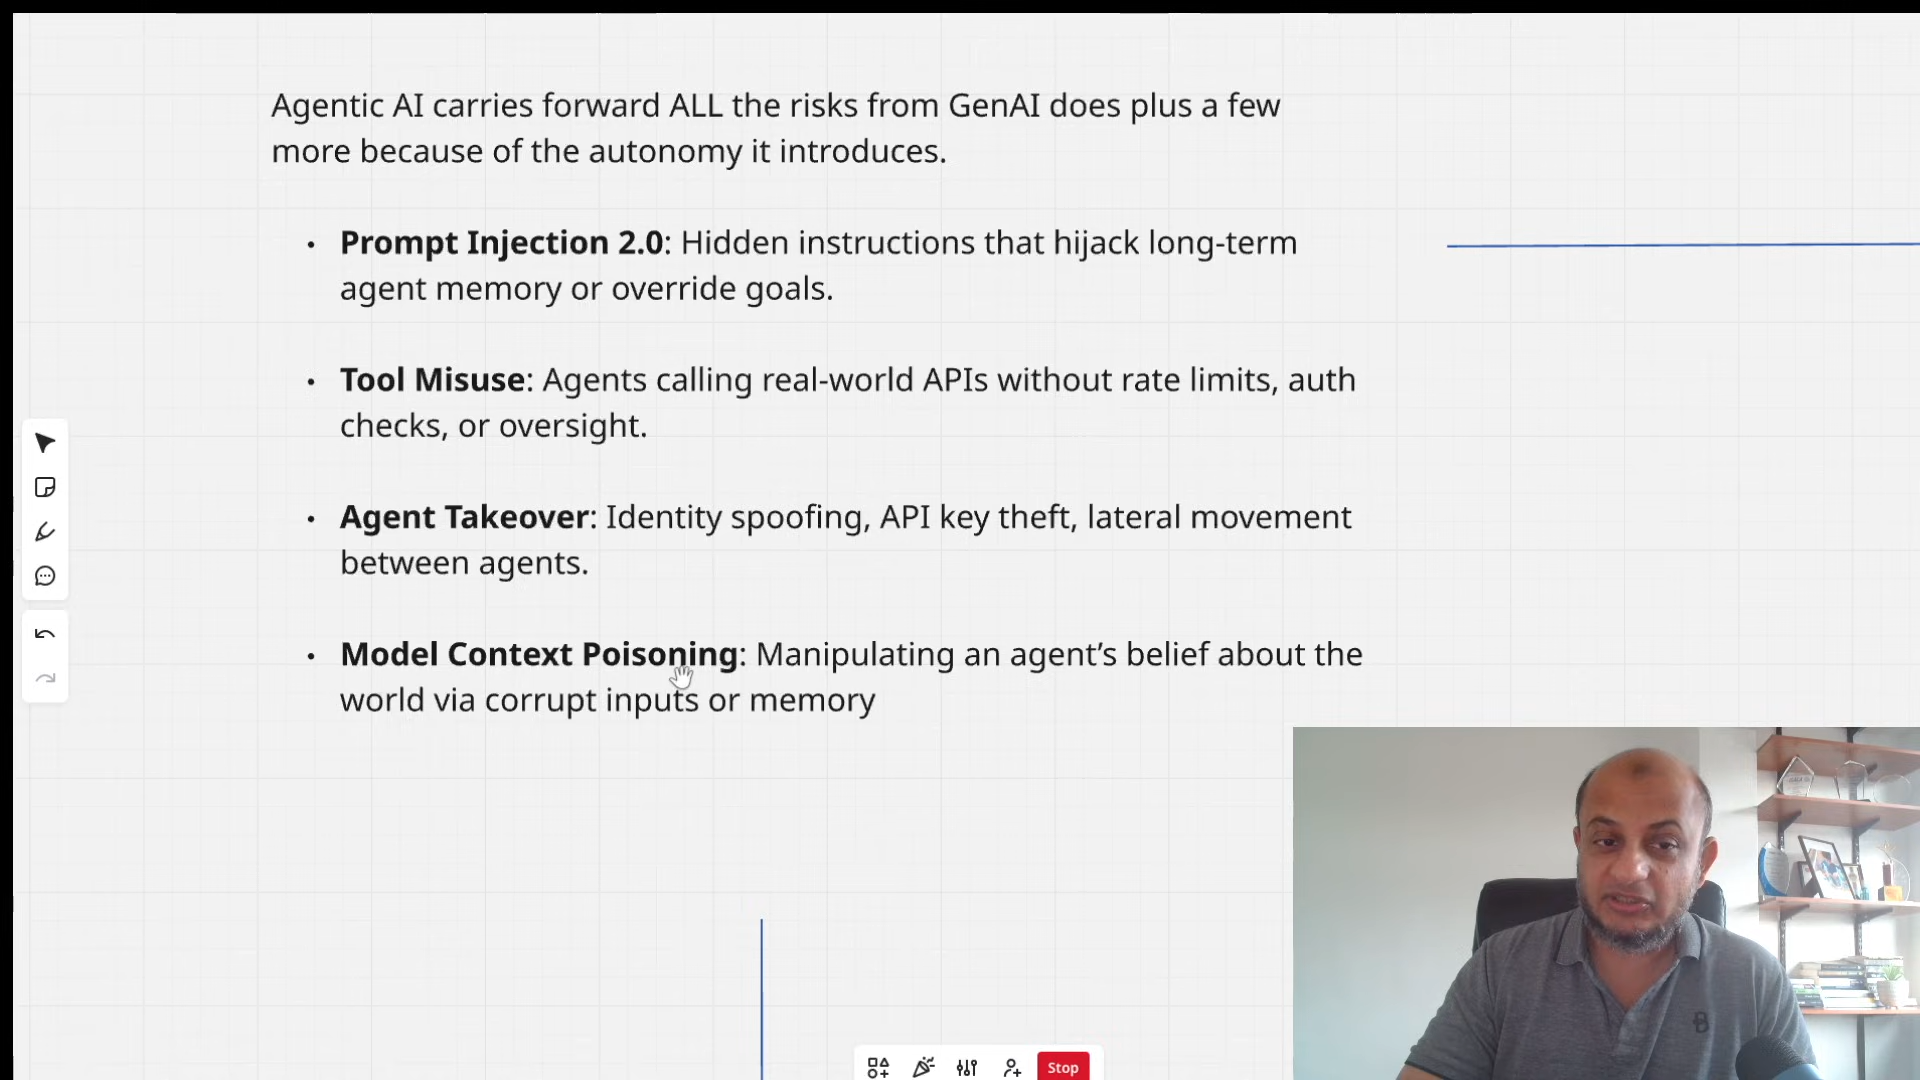 Agentic AI carries forward ALL the risks from GenAI does plus a few
more because of the autonomy it introduces.
• Prompt Injection 2.0: Hidden instructions that hijack long-term
agent memory or override goals.
• Tool Misuse: Agents calling real-world APIs without rate limits, auth
checks, or oversight.
• Agent Takeover: Identity spoofing, API key theft, lateral movement
between agents.
• Model Context Poisoning: Manipulating an agent’s belief about the
world via corrupt inputs or memory
Stop